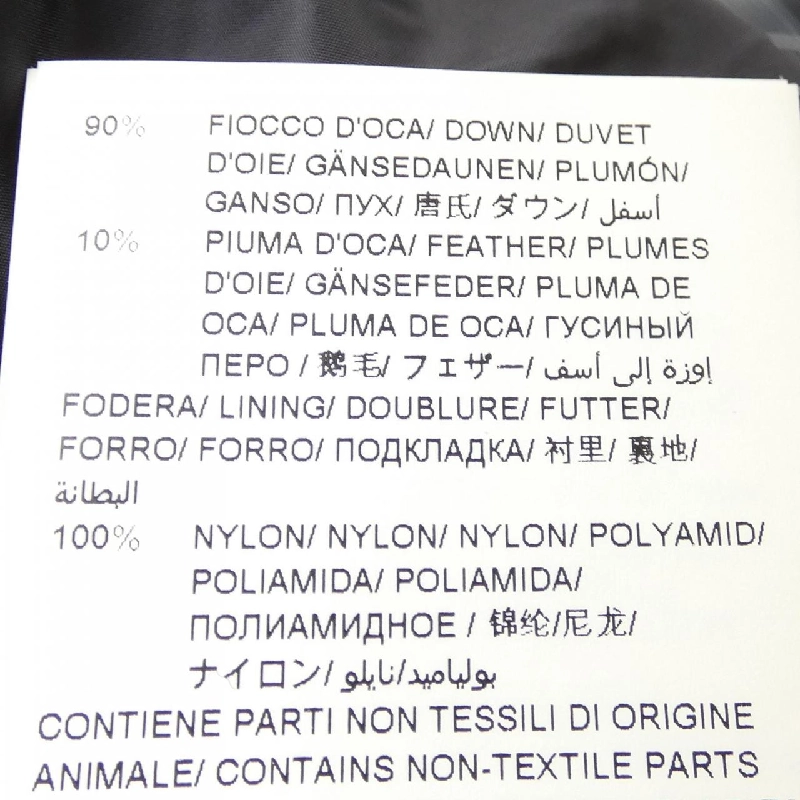 90% FIOCCO D'OCA/ DOWN/ DUVET
D'OIE/ GÄNSEDAUNEN/ PLUMÓN/
GANSO/ ПУХ/ 唐氏/ ダウン/ أسفل
10% PIUMA D'OCA/ FEATHER/ PLUMES
D'OIE/ GÄNSEFEDER/ PLUMA DE
OCA/ PLUMA DE OCA/ ГУСИНЫЙ
ПЕРО / 鹅毛/ フェザー/ إوزة إلى أسف
FODERA/ LINING/ DOUBLURE/ FUTTER/
FORRO/ FORRO/ ПОДКЛАДКА/ 衬里/ 裏地/
البطانة
100% NYLON/ NYLON/ NYLON/ POLYAMID/
POLIAMIDA/ POLIAMIDA/
ПОЛИАМИДНОЕ / 锦纶/尼龙/
ナイロン/ بولياميد/نايلو
CONTIENE PARTI NON TESSILI DI ORIGINE
ANIMALE/ CONTAINS NON-TEXTILE PARTS